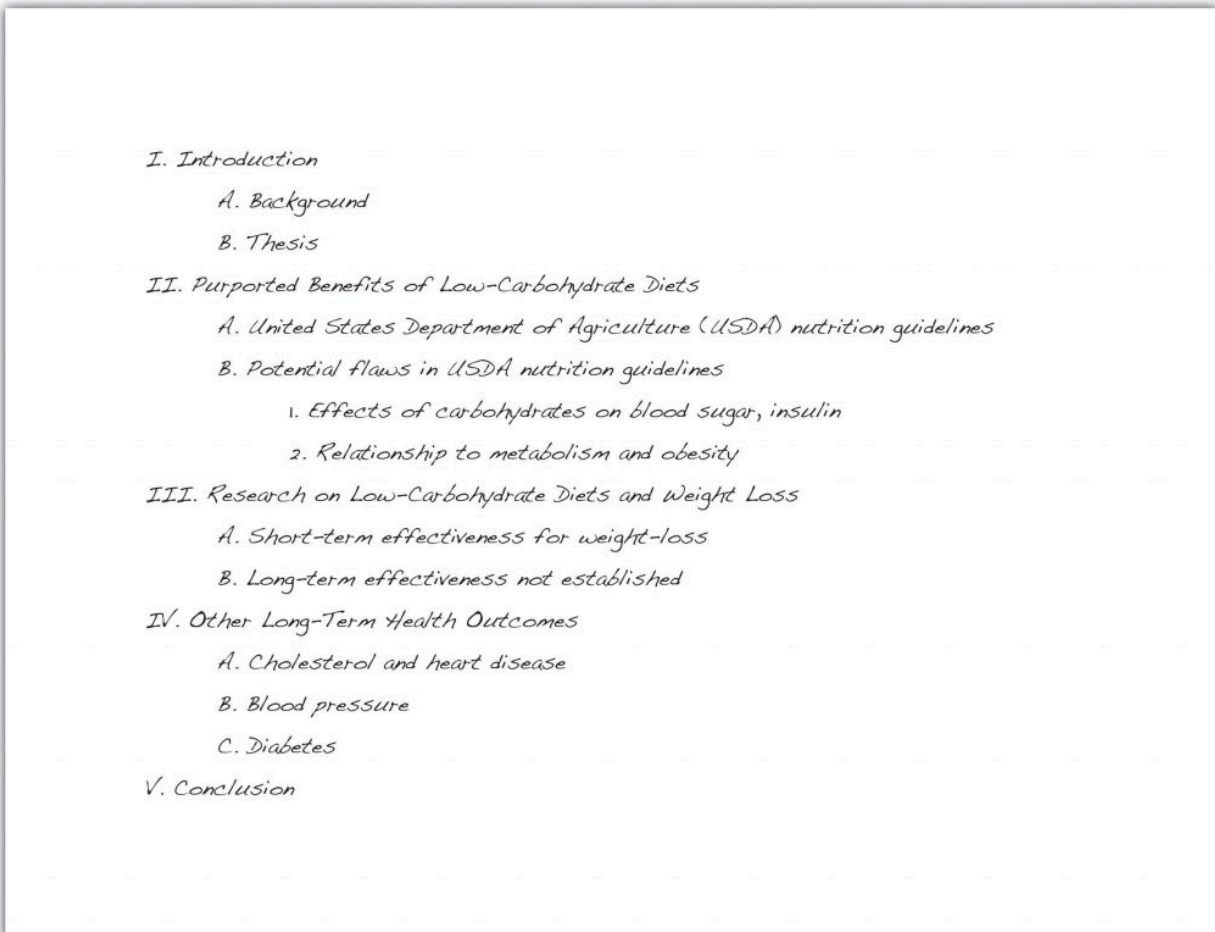 I. Introduction
A. Background
B. Thesis
II. Purported Benefits of Low-Carbohydrate Diets
A. United States Department of Agriculture (USDA) nutrition guidelines
B. Potential flaws in USDA nutrition guidelines
1. Effects of carbohydrates on blood sugar, insulin
2. Relationship to metabolism and obesity
III. Research on Low-Carbohydrate Diets and Weight Loss
A. Short-term effectiveness for weight-loss
B. Long-term effectiveness not established
IV. Other Long-Term Health Outcomes
A. Cholesterol and heart disease
B. Blood pressure
C. Diabetes
V. Conclusion